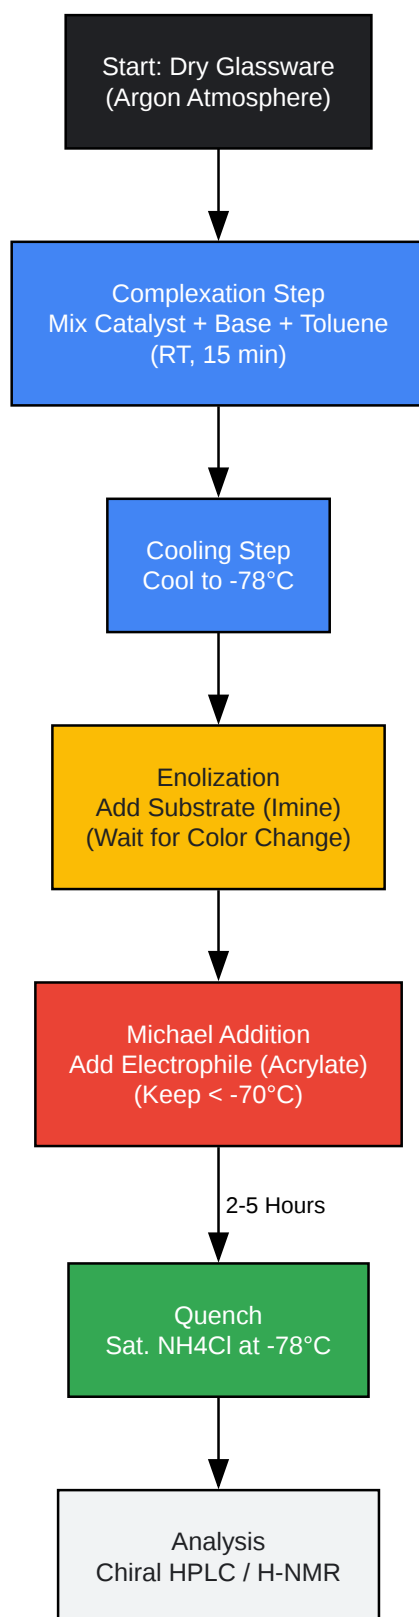 Start: Dry Glassware
(Argon Atmosphere)
Complexation Step
Mix Catalyst + Base + Toluene
(RT, 15 min)
Cooling Step
Cool to -78°C
Enolization
Add Substrate (Imine)
(Wait for Color Change)
Michael Addition
Add Electrophile (Acrylate)
(Keep < -70°C)
2-5 Hours
Quench
Sat. NH4Cl at -78°C
Analysis
Chiral HPLC / H-NMR